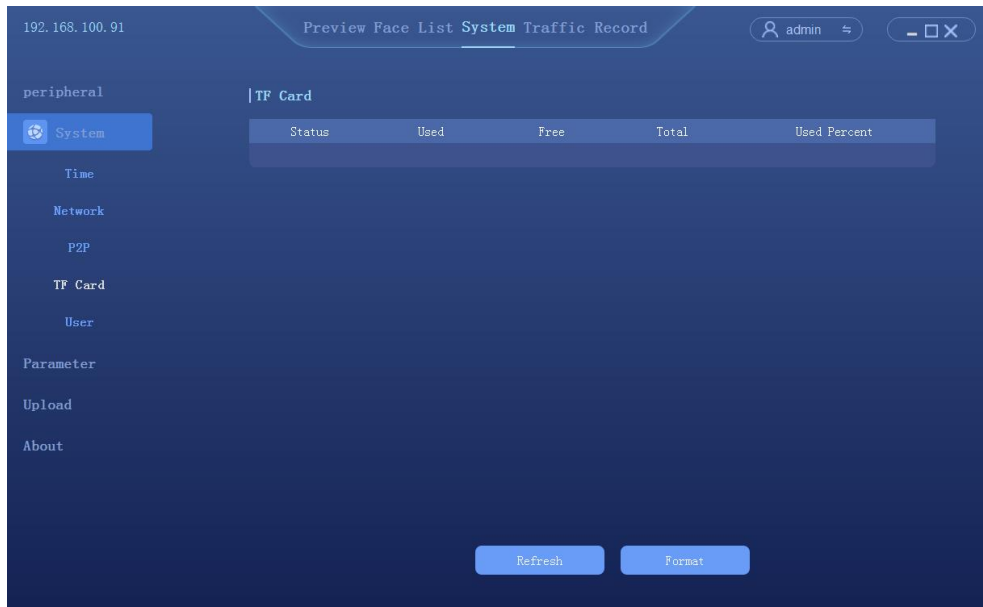 192.168.100.91
Preview Face List System Traffic Record
admin
peripheral
System
Time
Network
P2P
TF Card
User
Parameter
Upload
About
TF Card
Status Used Free Total Used Percent
Refresh Format